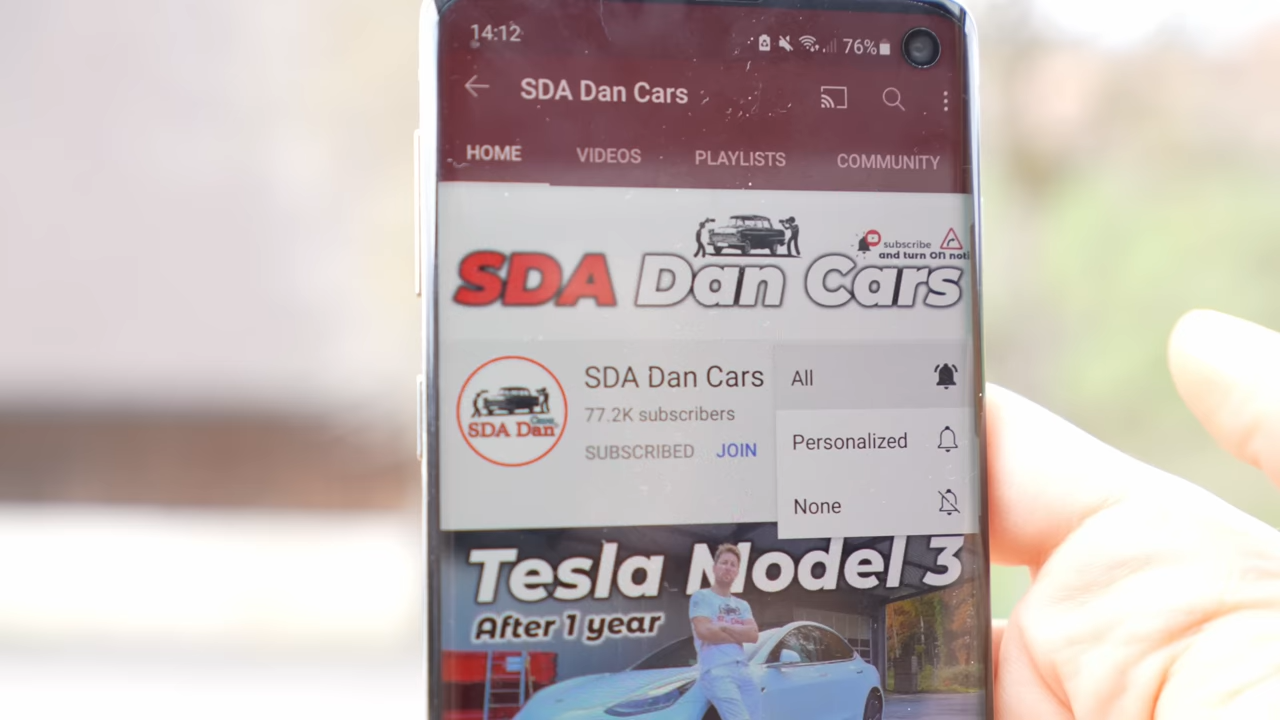 14:12
76%
SDA Dan Cars
HOME VIDEOS PLAYLISTS COMMUNITY
subscribe
and turn on noti
SDA Dan Cars
SDA Dan Cars
77.2K subscribers
SUBSCRIBED JOIN
SDA Dan
All
Personalized
None
Tesla Model 3
After 1 year